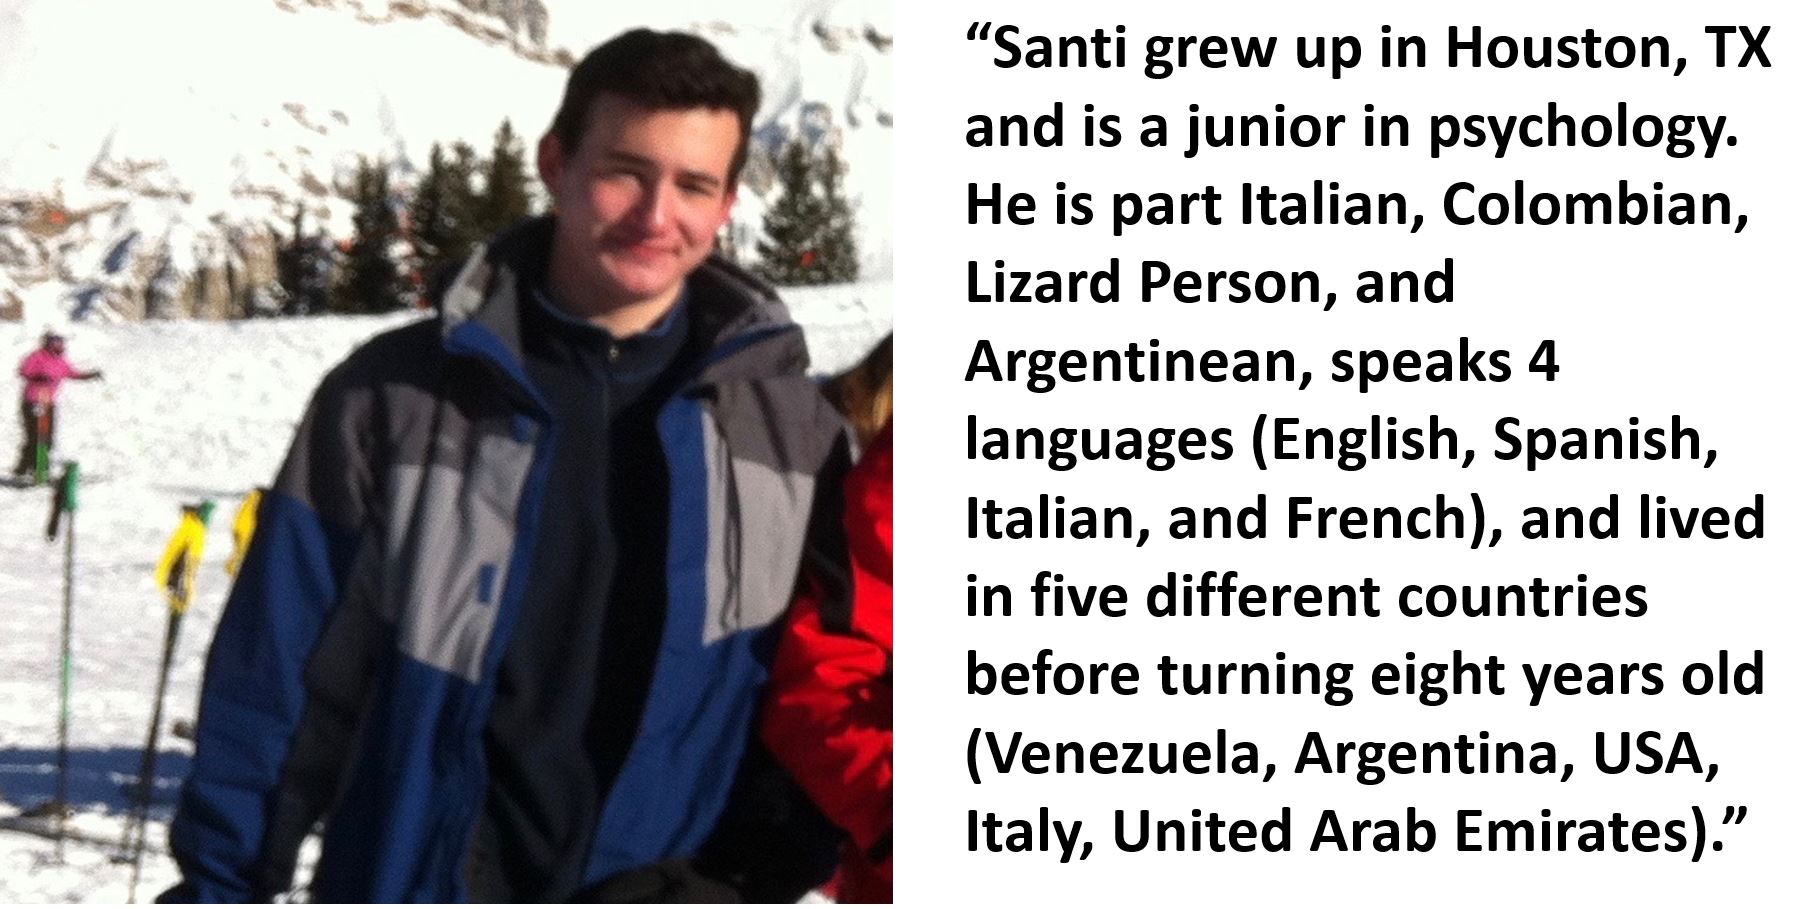 “Santi grew up in Houston, TX
and is a junior in psychology.
He is part Italian, Colombian,
Lizard Person, and
Argentinean, speaks 4
languages (English, Spanish,
Italian, and French), and lived
in five different countries
before turning eight years old
(Venezuela, Argentina, USA,
Italy, United Arab Emirates).”